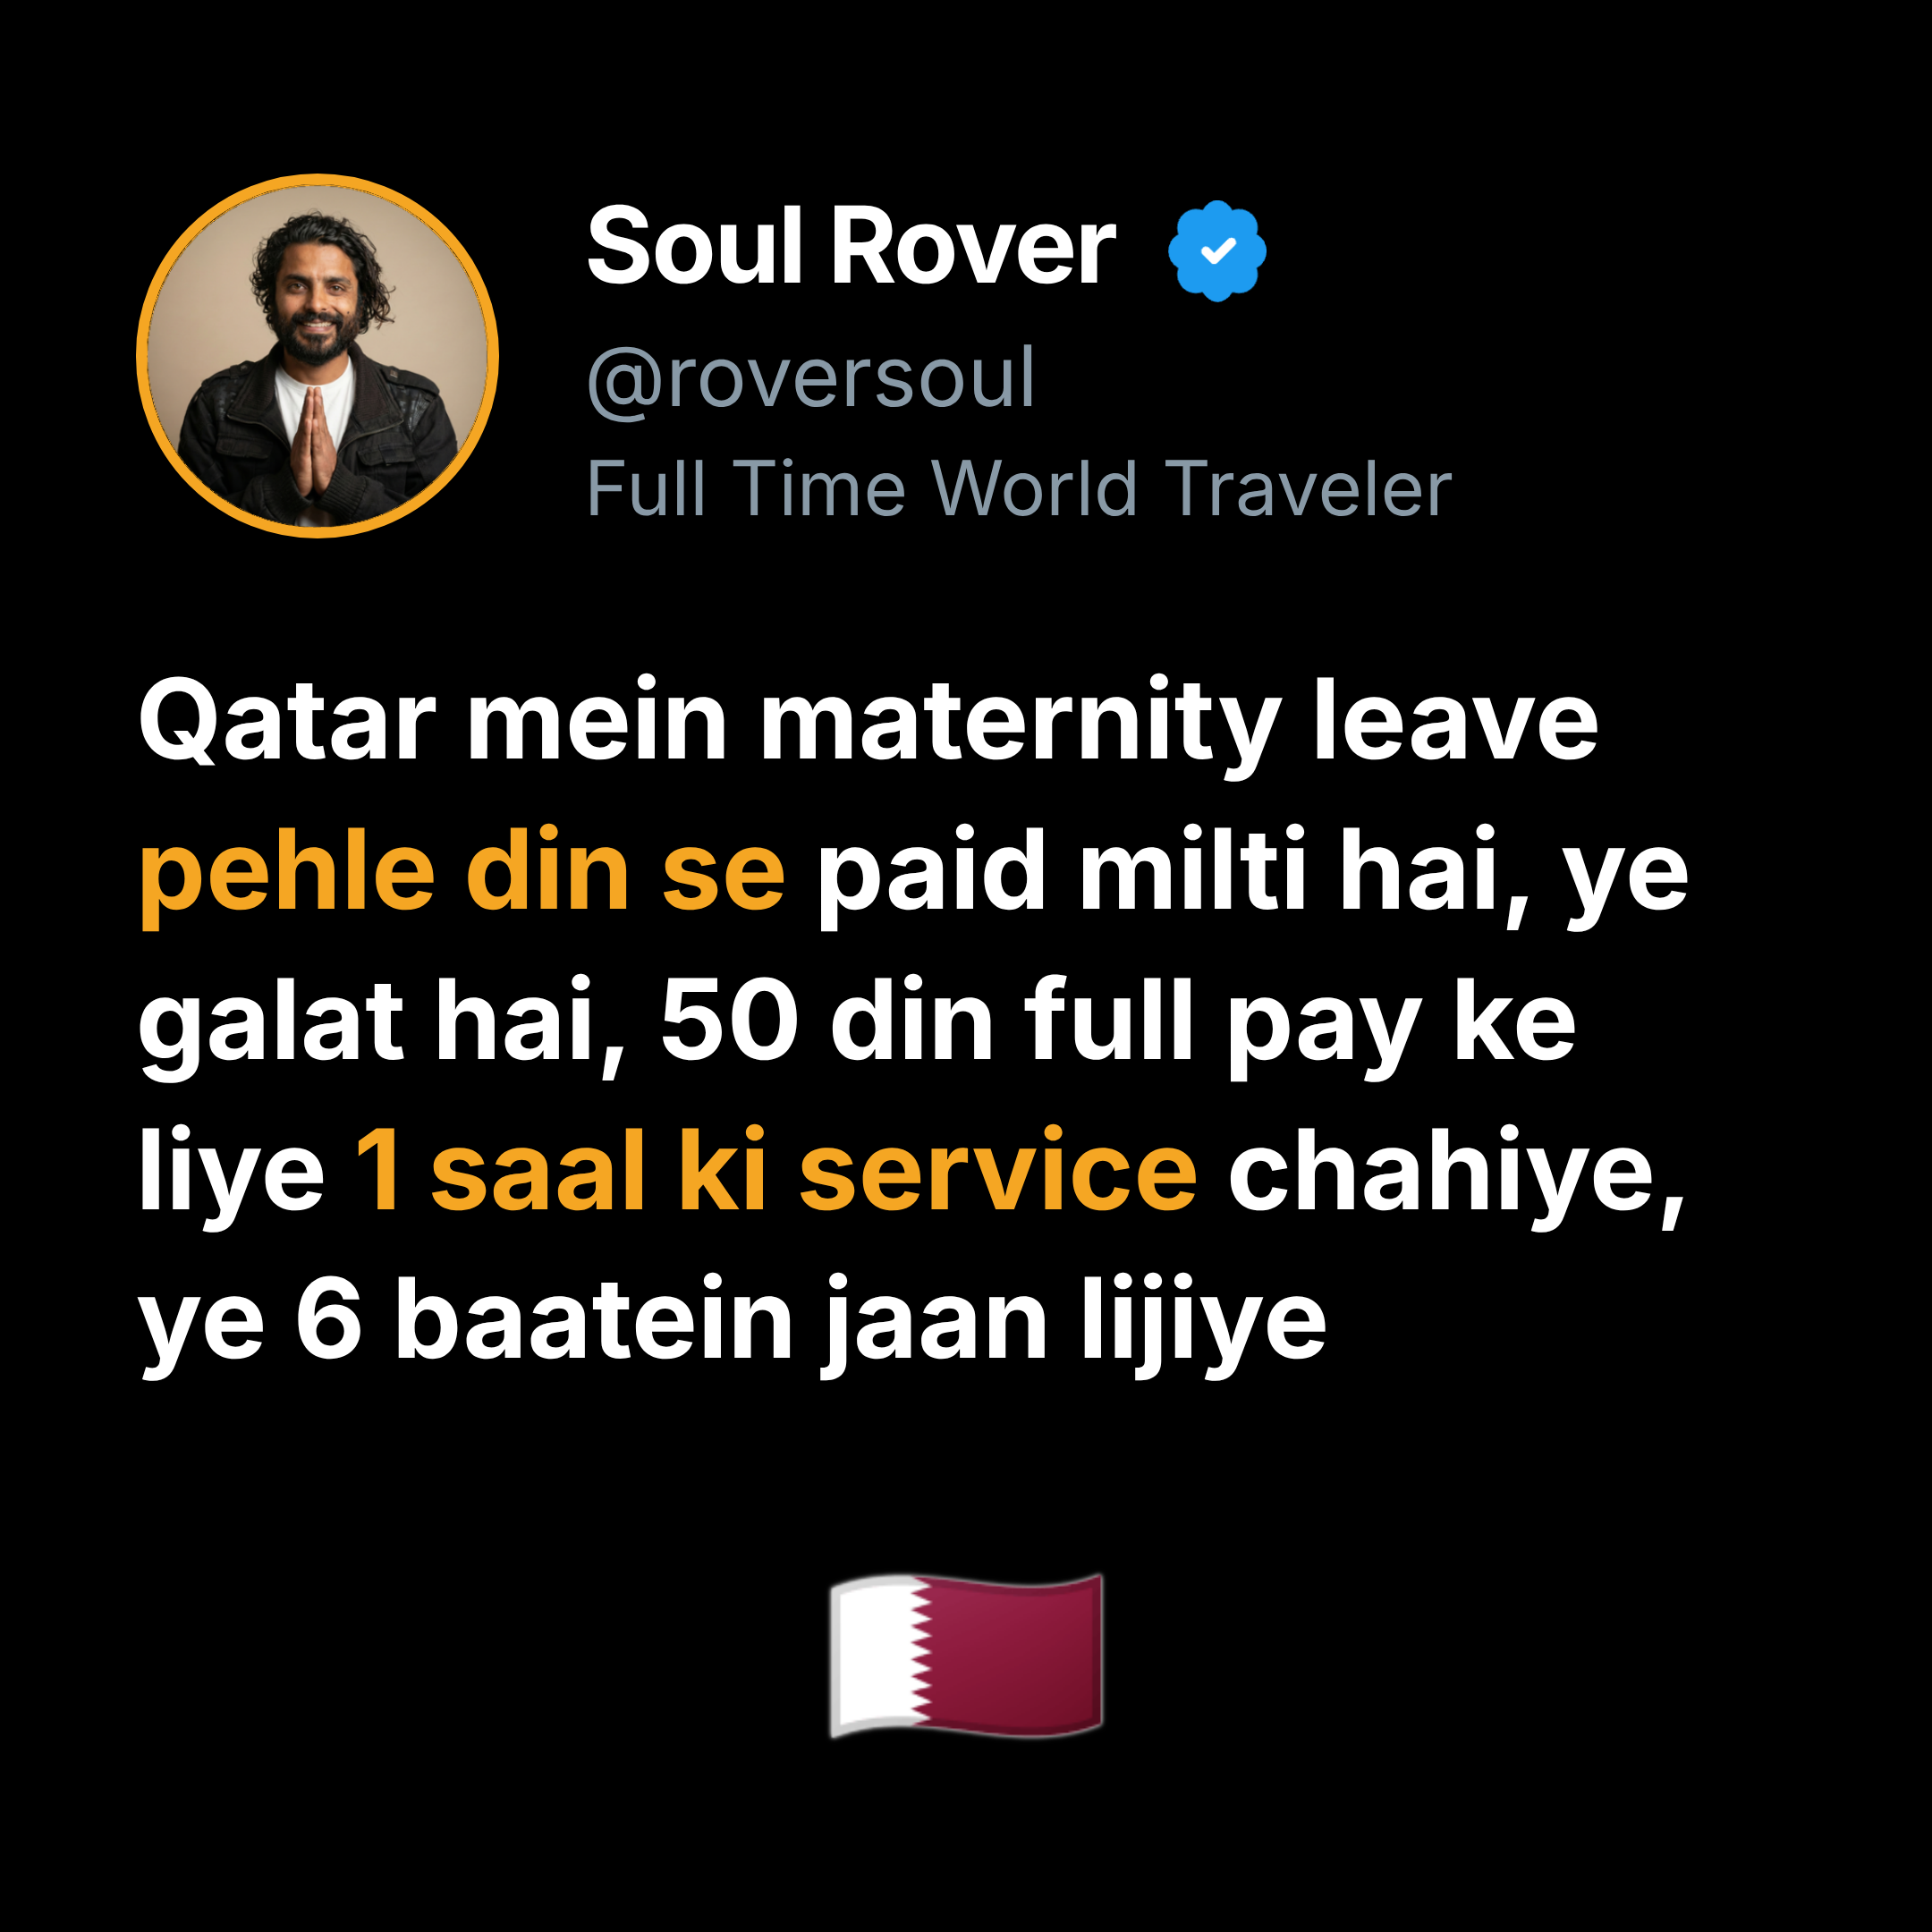 Soul Rover
@roversoul
Full Time World Traveler
Qatar mein maternity leave
pehle din se paid milti hai, ye
galat hai, 50 din full pay ke
liye 1 saal ki service chahiye,
ye 6 baatein jaan lijiye